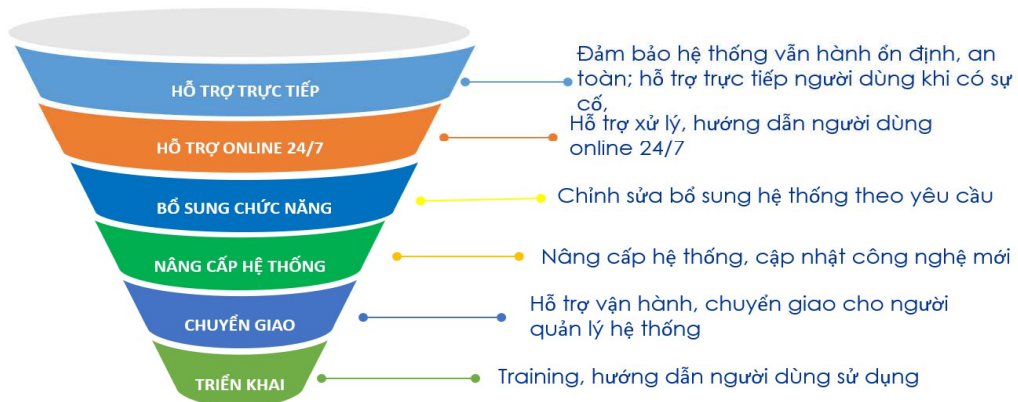 HỖ TRỢ TRỰC TIẾP
Đảm bảo hệ thống vẫn hành ổn định, an
toàn; hỗ trợ trực tiếp người dùng khi có sự
cố,
HỖ TRỢ ONLINE 24/7
Hỗ trợ xử lý, hướng dẫn người dùng
online 24/7
BỔ SUNG CHỨC NĂNG
Chỉnh sửa bổ sung hệ thống theo yêu cầu
NÂNG CẤP HỆ THỐNG
Nâng cấp hệ thống, cập nhật công nghệ mới
CHUYỂN GIAO
Hỗ trợ vận hành, chuyển giao cho người
quản lý hệ thống
TRIỂN KHAI
Training, hướng dẫn người dùng sử dụng